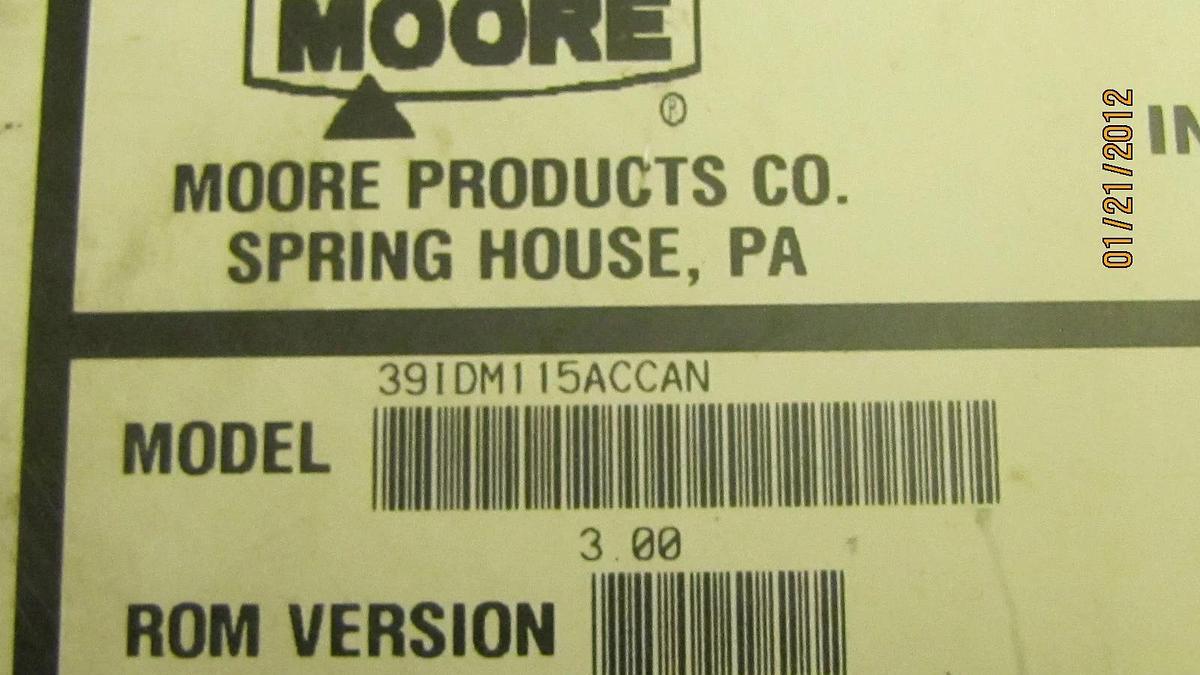 MOORE
®
MOORE PRODUCTS CO.
SPRING HOUSE, PA
01/21/2012
39IDM115ACCAN
MODEL
3.00
ROM VERSION